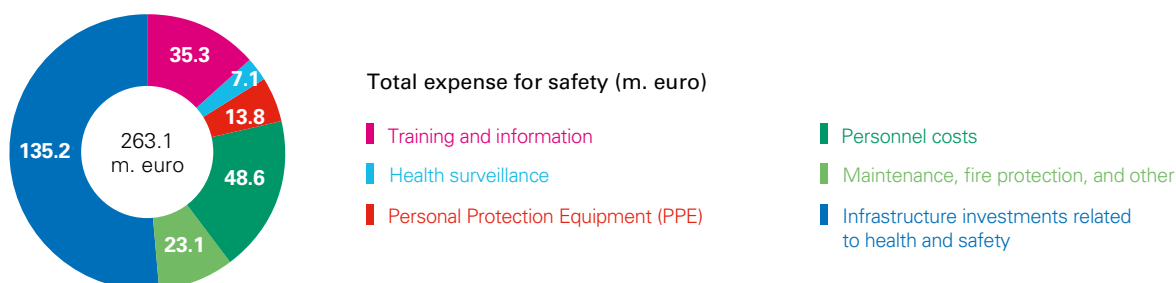 35.3
7.1
13.8
48.6
23.1
135.2
263.1
m. euro
Total expense for safety (m. euro)
Training and information
Health surveillance
Personal Protection Equipment (PPE)
Personnel costs
Maintenance, fire protection, and other
Infrastructure investments related
to health and safety